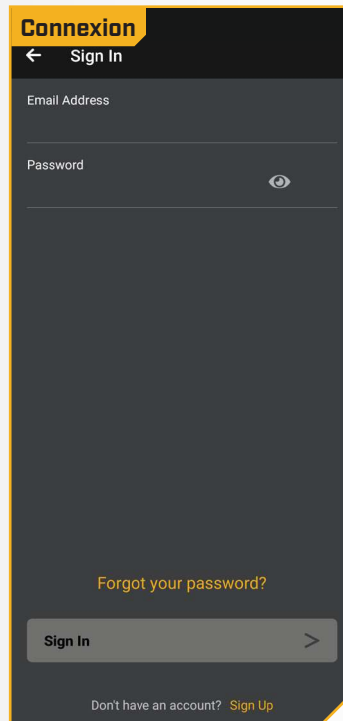 Connexion
Sign In
Email Address
Password
Forgot your password?
Sign In >
Don't have an account? Sign Up